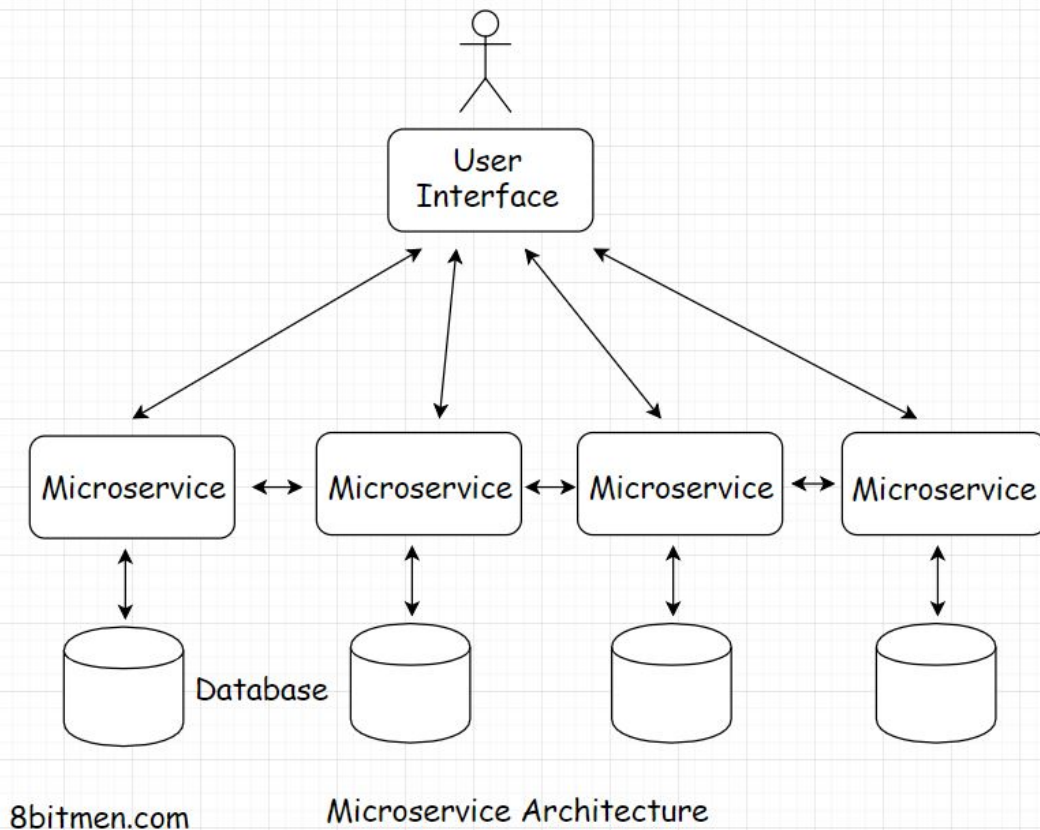 User
Interface
Microservice
Microservice
Microservice
Microservice
Database
8bitmen.com
Microservice Architecture